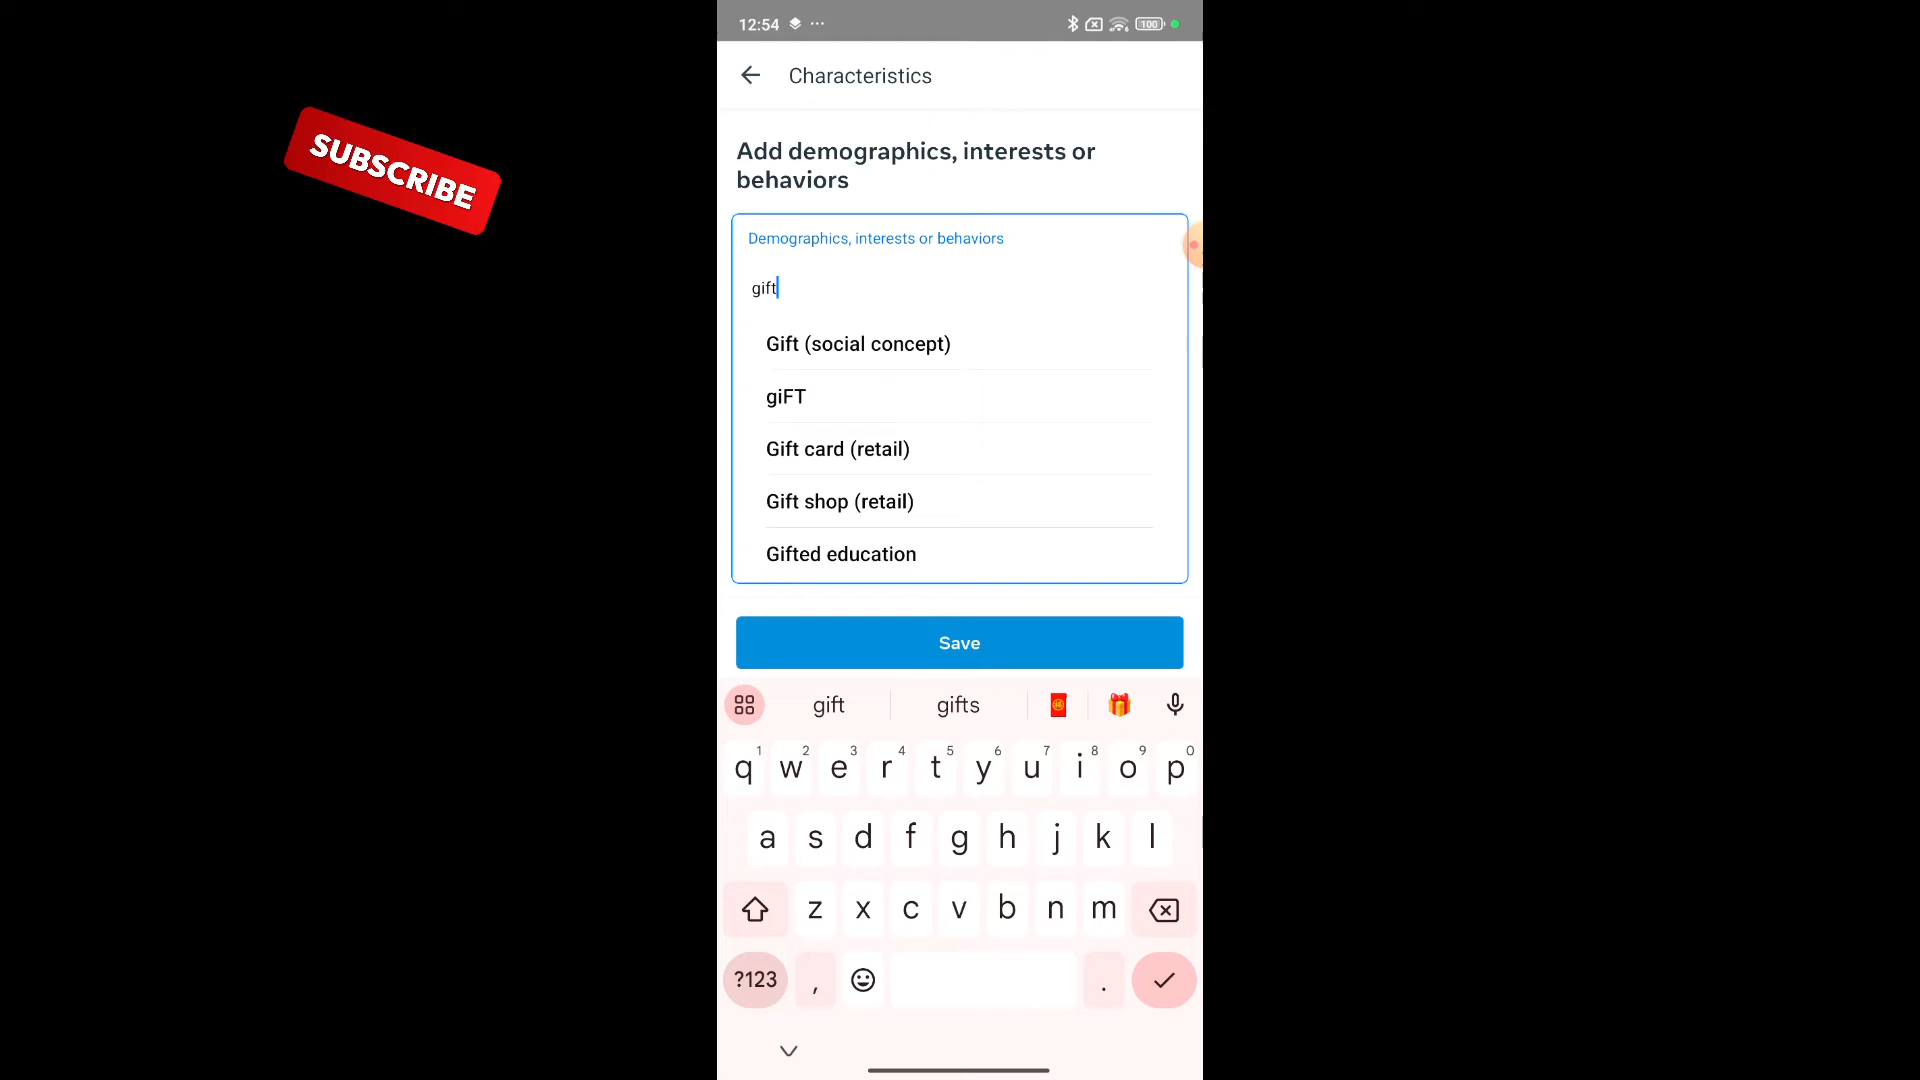 12:54
100
Characteristics
SUBSCRIBE
Add demographics, interests or
behaviors
Demographics, interests or behaviors
gift
Gift (social concept)
giFT
Gift card (retail)
Gift shop (retail)
Gifted education
Save
gift gifts
1 2 3 4 5 6 7 8 9 0
q w e r t y u i o p
a s d f g h j k l
z x c v b n m
?123 , .